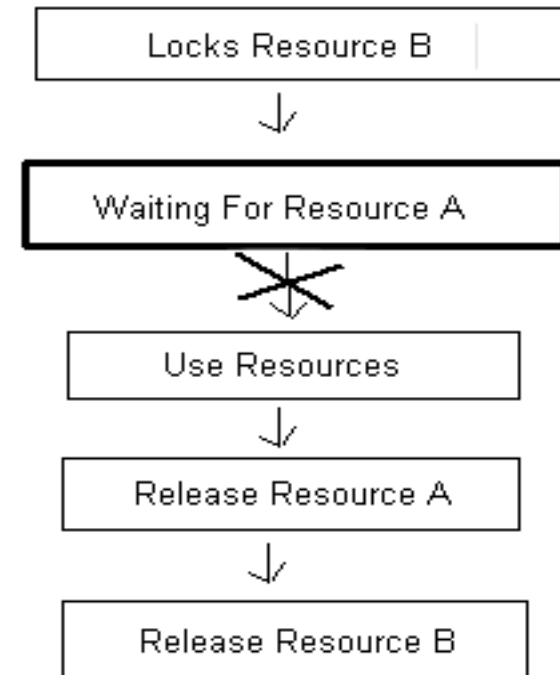 Locks Resource B
Waiting For Resource A
Use Resources
Release Resource A
Release Resource B